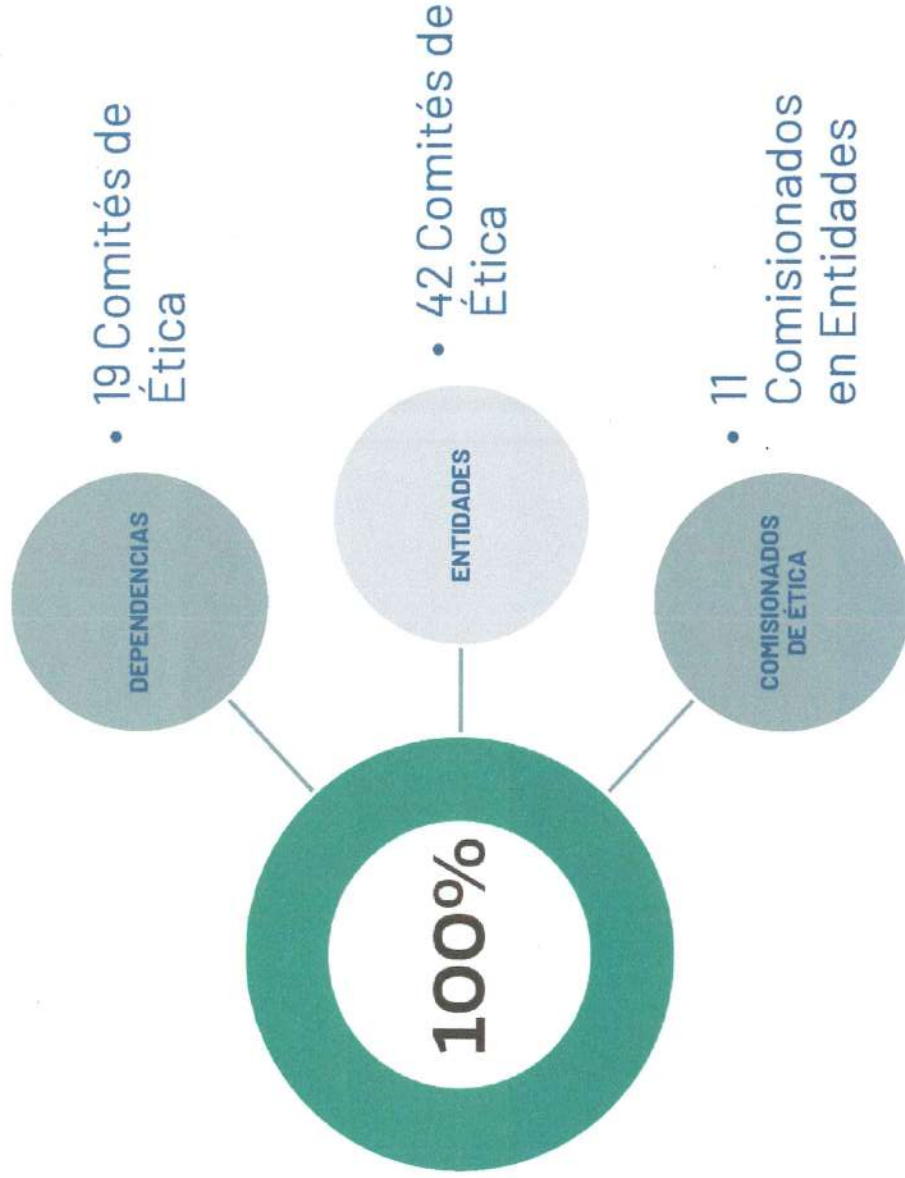 100%
DEPENDENCIAS
• 19 Comités de
Ética
ENTIDADES
• 42 Comités de
Ética
COMISIONADOS
DE ÉTICA
• 11
Comisionados
en Entidades